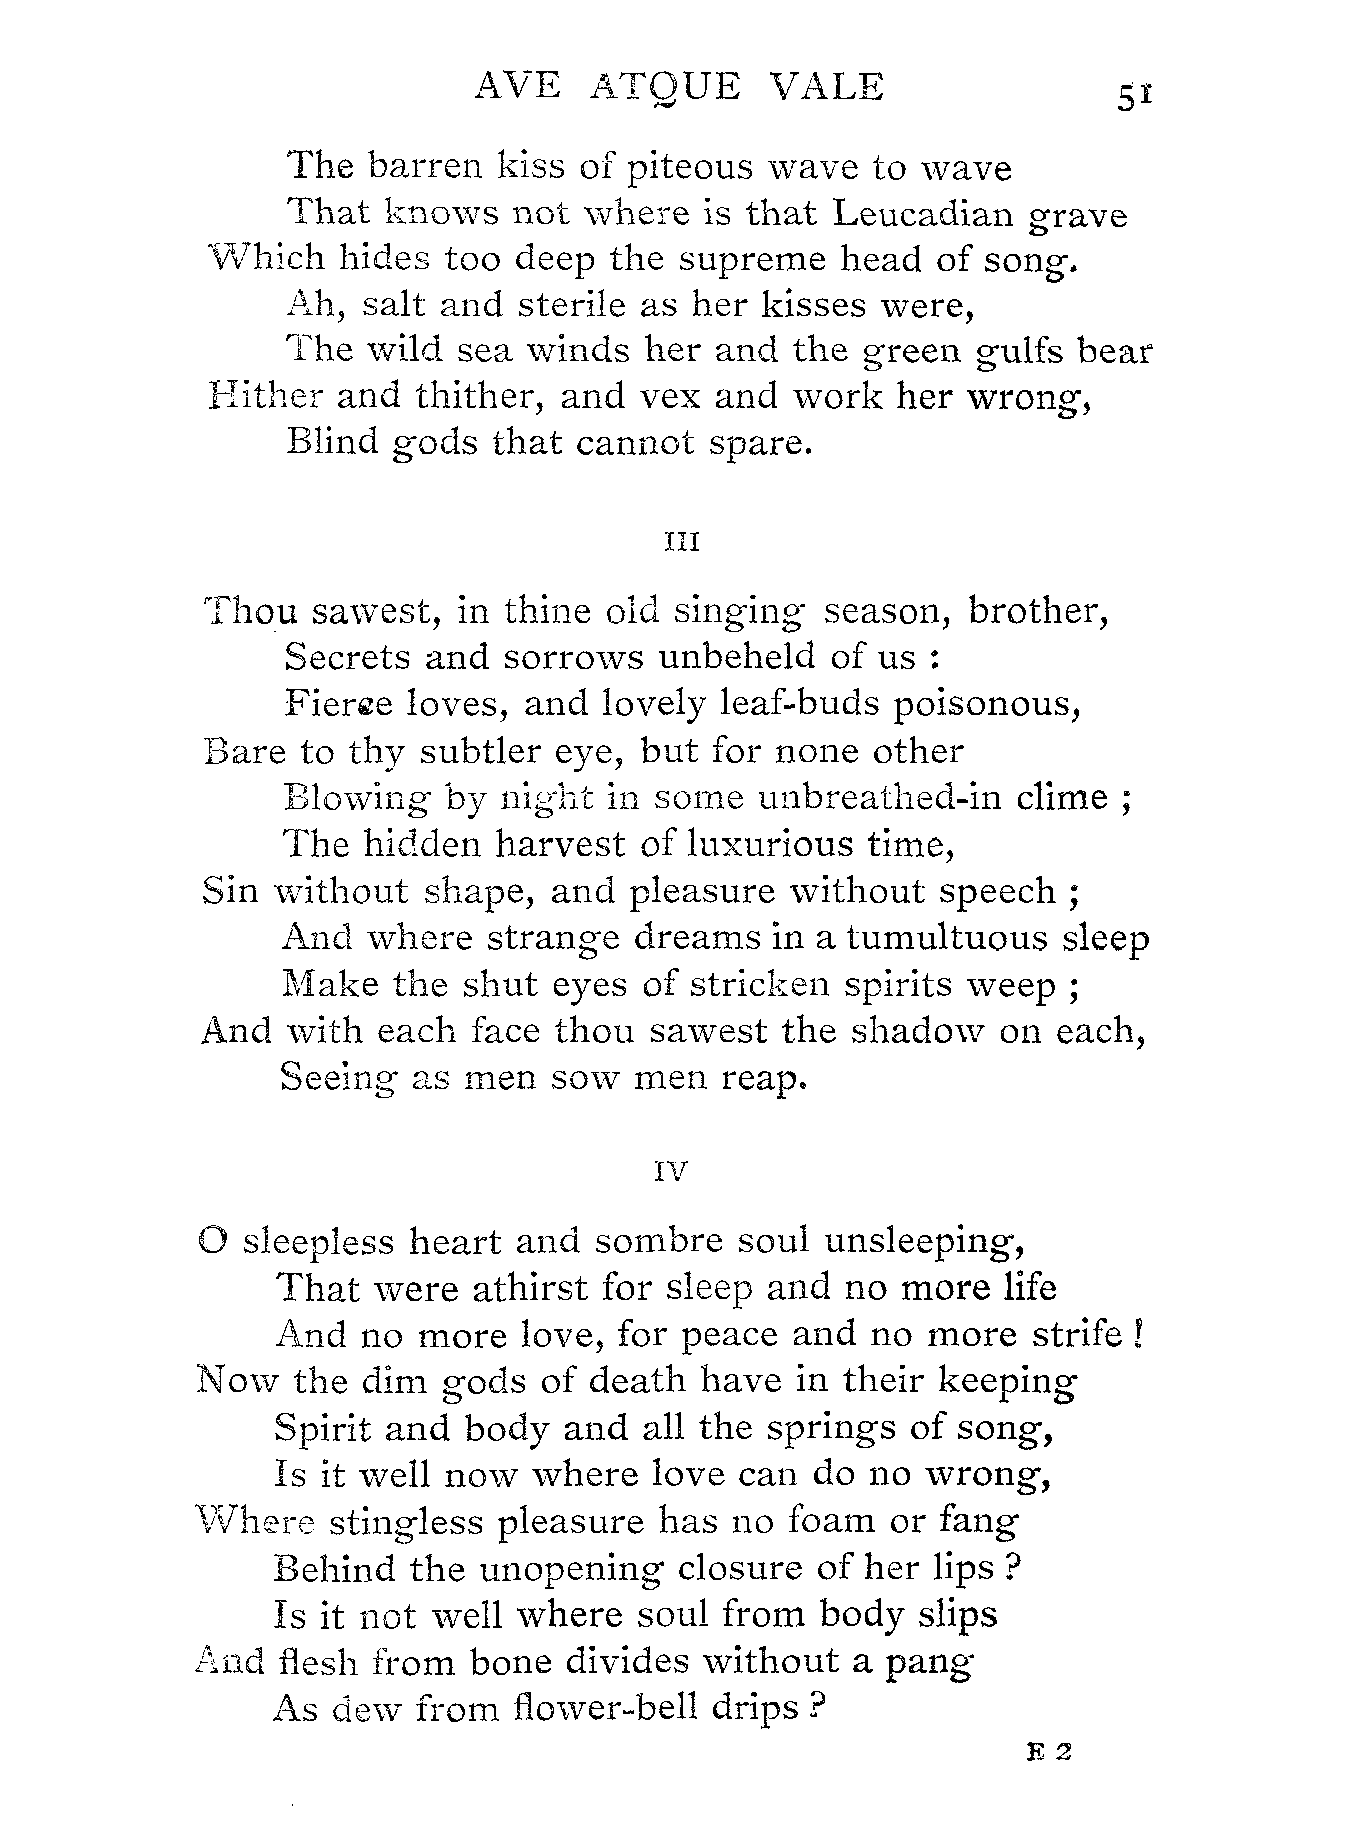 AVE ATQUE VALE 51
The barren kiss of piteous wave to wave
That knows not where is that Leucadian grave
Which hides too deep the supreme head of song.
Ah, salt and sterile as her kisses were,
The wild sea winds her and the green gulfs bear
Hither and thither, and vex and work her wrong,
Blind gods that cannot spare.
III
Thou sawest, in thine old singing season, brother,
Secrets and sorrows unbeheld of us :
Fierce loves, and lovely leaf-buds poisonous,
Bare to thy subtler eye, but for none other
Blowing by night in some unbreathed-in clime ;
The hidden harvest of luxurious time,
Sin without shape, and pleasure without speech ;
And where strange dreams in a tumultuous sleep
Make the shut eyes of stricken spirits weep ;
And with each face thou sawest the shadow on each,
Seeing as men sow men reap.
IV
O sleepless heart and sombre soul unsleeping,
That were athirst for sleep and no more life
And no more love, for peace and no more strife !
Now the dim gods of death have in their keeping
Spirit and body and all the springs of song,
Is it well now where love can do no wrong,
Where stingless pleasure has no foam or fang
Behind the unopening closure of her lips ?
Is it not well where soul from body slips
And flesh from bone divides without a pang
As dew from flower-bell drips ?
E 2